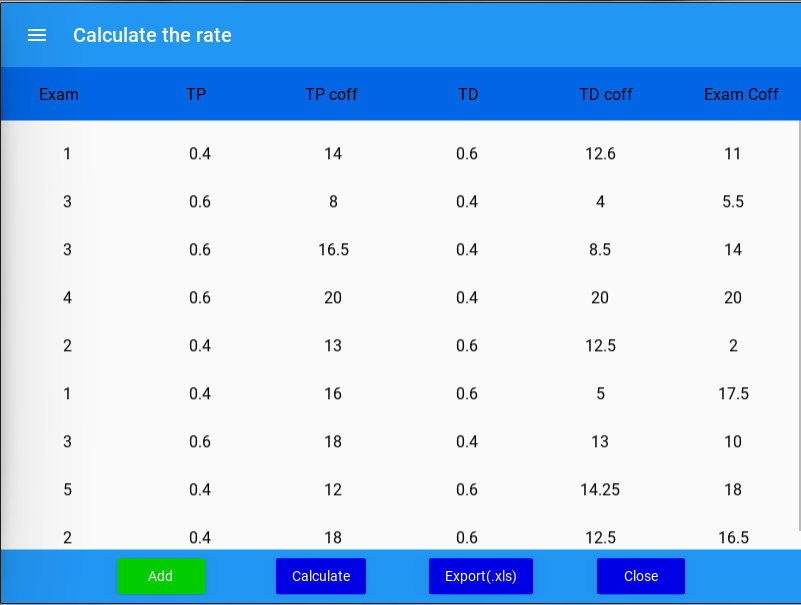 Calculate the rate
Exam TP TP coff TD TD coff Exam Coff
1 0.4 14 0.6 12.6 11
3 0.6 8 0.4 4 5.5
3 0.6 16.5 0.4 8.5 14
4 0.6 20 0.4 20 20
2 0.4 13 0.6 12.5 2
1 0.4 16 0.6 5 17.5
3 0.6 18 0.4 13 10
5 0.4 12 0.6 14.25 18
2 0.4 18 0.6 12.5 16.5
Add Calculate Export(.xls) Close